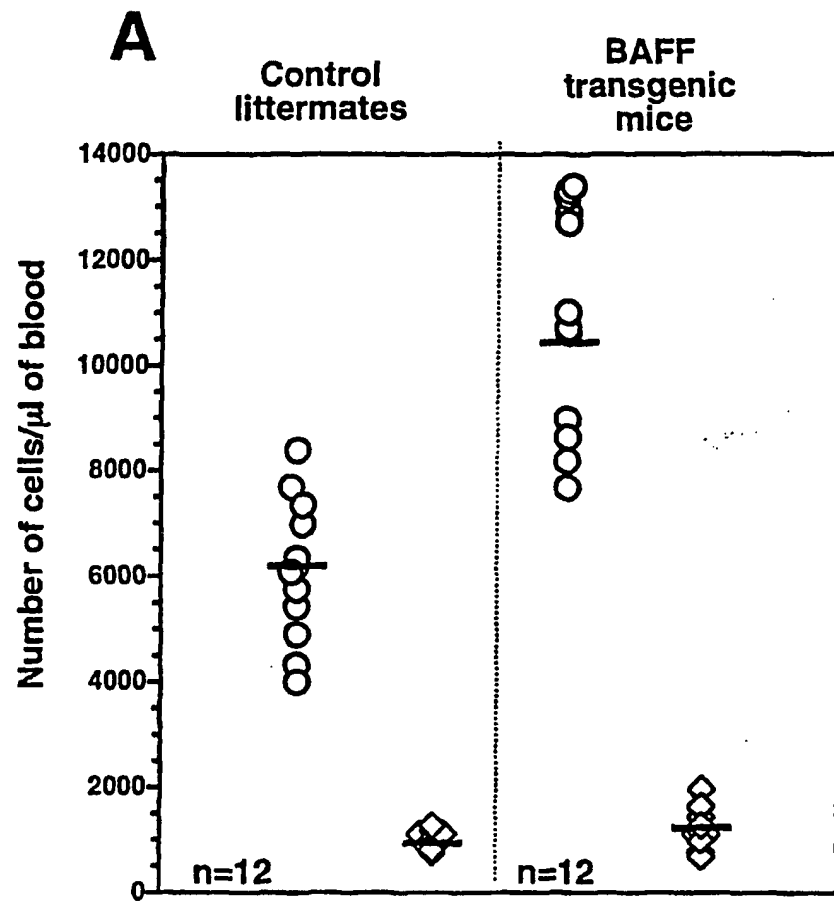 A
Control
littermates
BAFF
transgenic
mice
Number of cells/µl of blood
14000
12000
10000
8000
6000
4000
2000
0
n=12
n=12